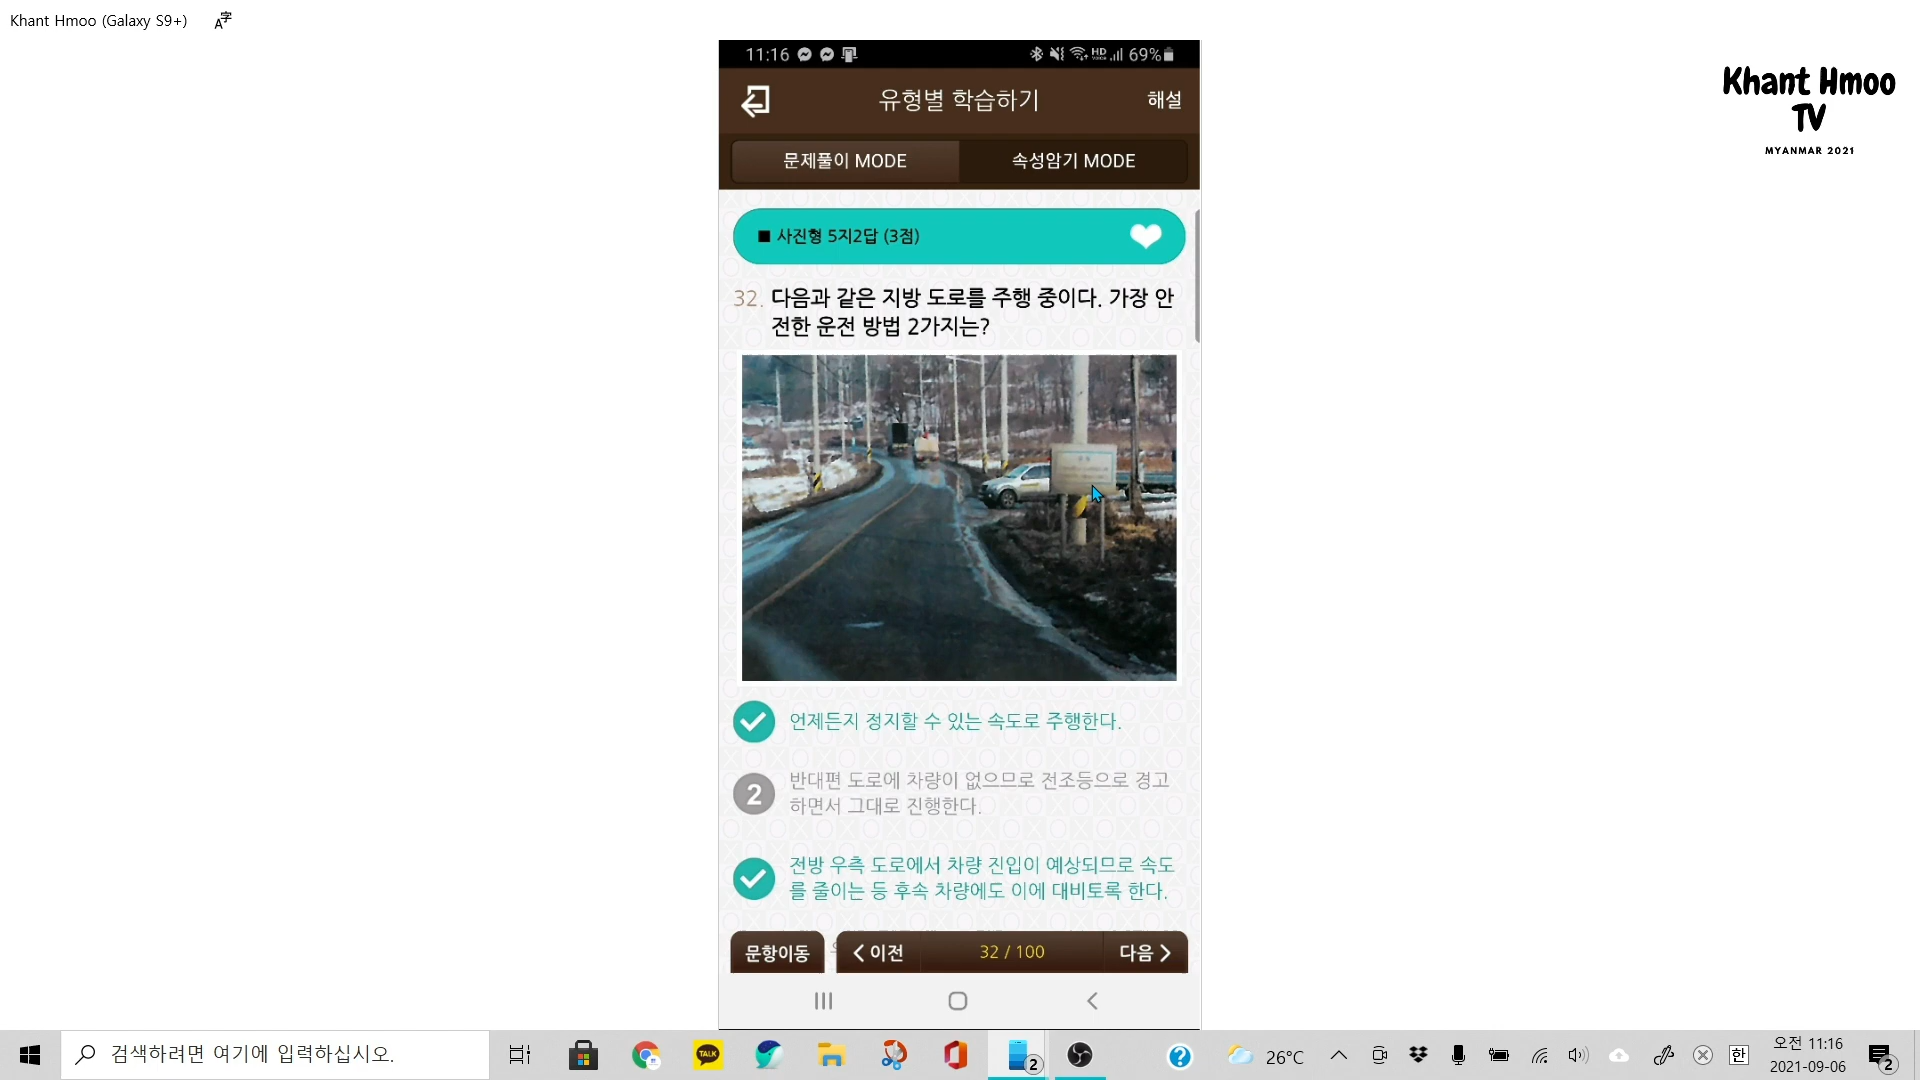 Khant Hmoo (Galaxy S9+)
Khant Hmoo
TV
MYANMAR 2021
11:16
69%
유형별 학습하기
해설
문제풀이 MODE
속성암기 MODE
■ 사진형 5지2답 (3점)
32. 다음과 같은 지방 도로를 주행 중이다. 가장 안
전한 운전 방법 2가지는?
언제든지 정지할 수 있는 속도로 주행한다.
2 반대편 도로에 차량이 없으므로 전조등으로 경고
하면서 그대로 진행한다.
전방 우측 도로에서 차량 진입이 예상되므로 속도
를 줄이는 등 후속 차량에도 이에 대비토록 한다.
문항이동
이전
32 / 100
다음
검색하려면 여기에 입력하십시오.
TALK
2
26°C
한
오전 11:16
2021-09-06
2